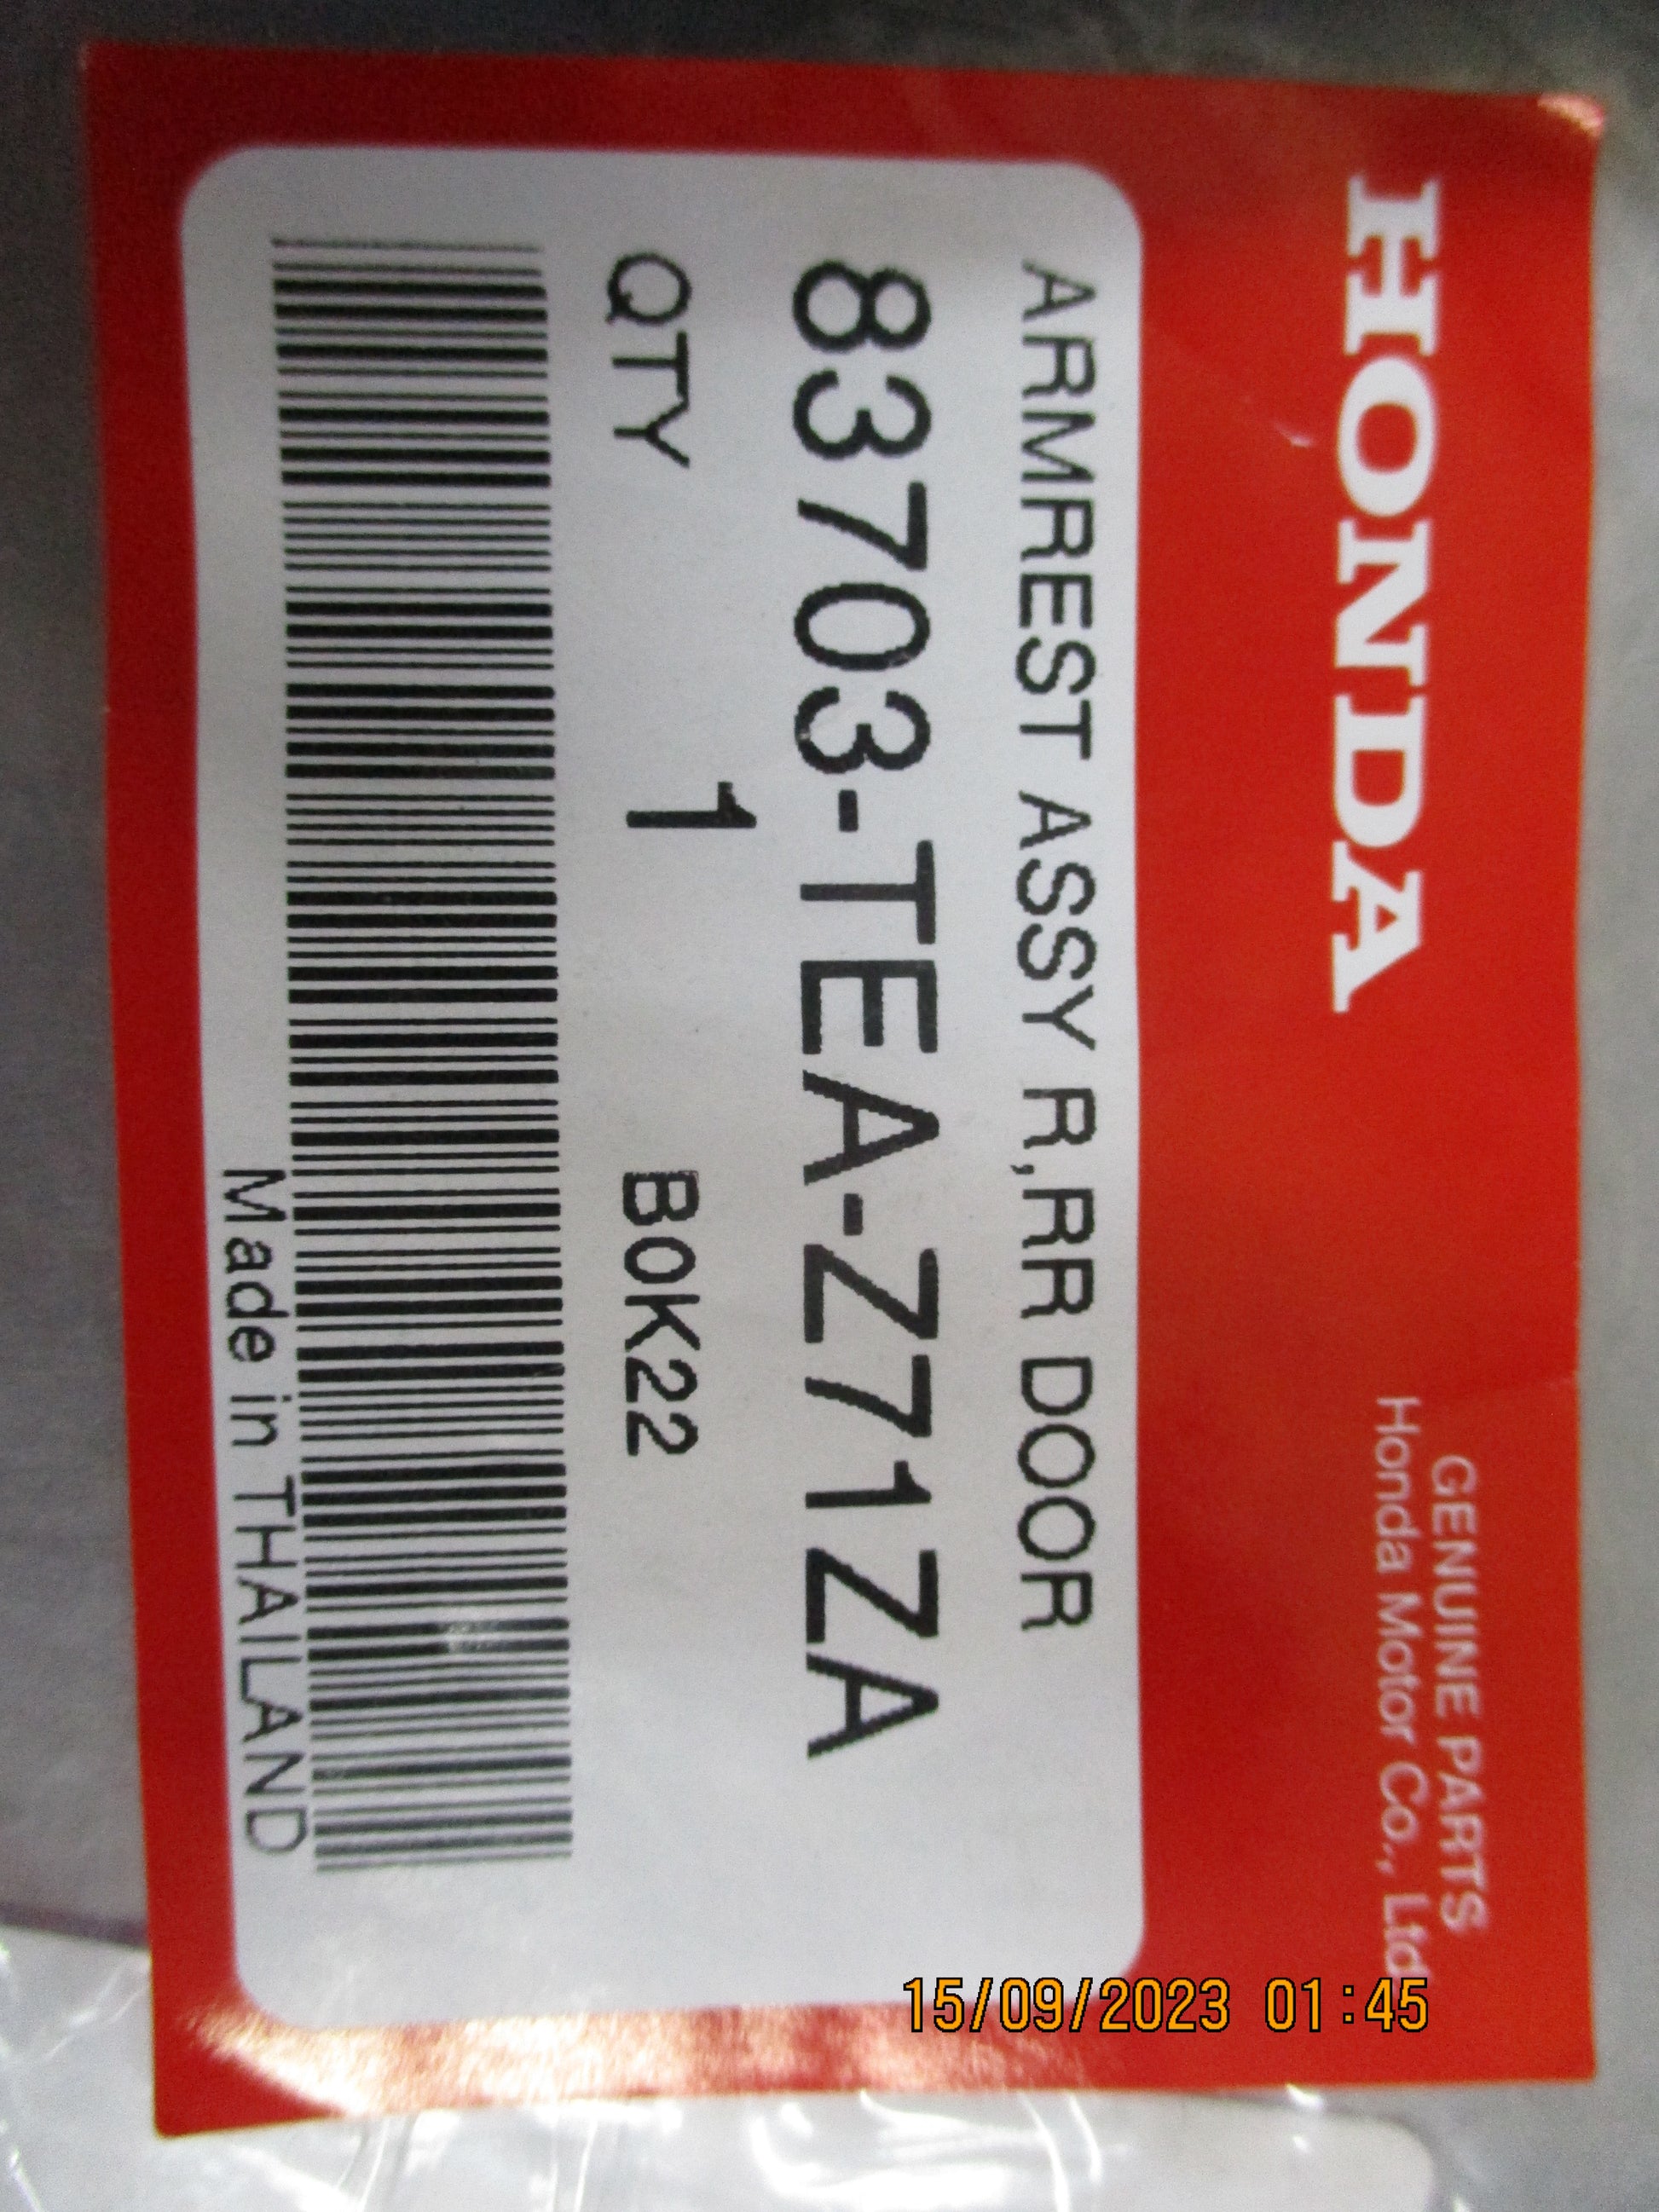 HONDA
GENUINE PARTS
Honda Motor Co., Ltd
ARMREST ASSY R,RR DOOR
83703-TEA-Z71ZA
QTY 1 B0K22
Made in THAILAND
15/09/2023 01:45